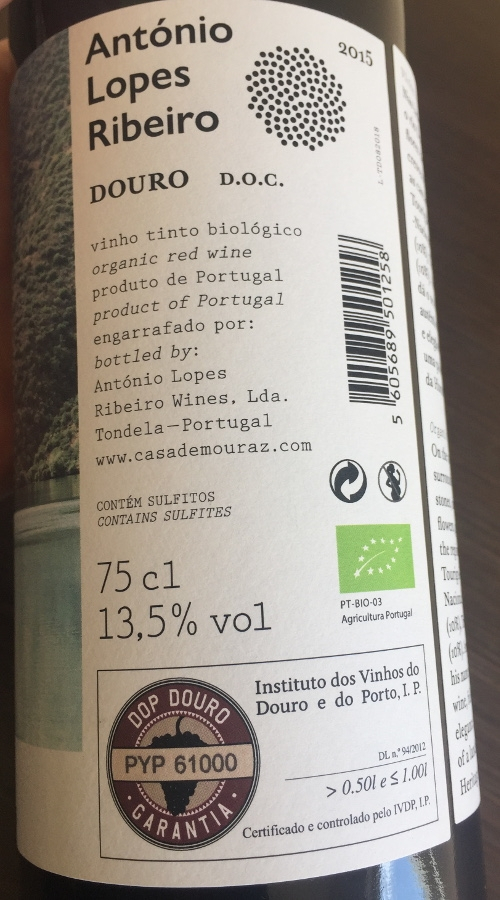 António
Lopes
Ribeiro
2015
DOURO D.O.C.
vinho tinto biológico
organic red wine
produto de Portugal
product of Portugal
engarrafado por:
bottled by:
António Lopes
Ribeiro Wines, Lda.
Tondela—Portugal
www.casademouraz.com
CONTÉM SULFITOS
CONTAINS SULFITES
75 cl
13,5% vol
5 605689 501258
PT-BIO-03
Agricultura Portugal
DOP DOURO
PYP 61000
GARANTIA
Instituto dos Vinhos do
Douro e do Porto, I. P.
DL n.º 94/2012
> 0.50l e ≤ 1.00l
Certificado e controlado pelo IVDP, I.P.